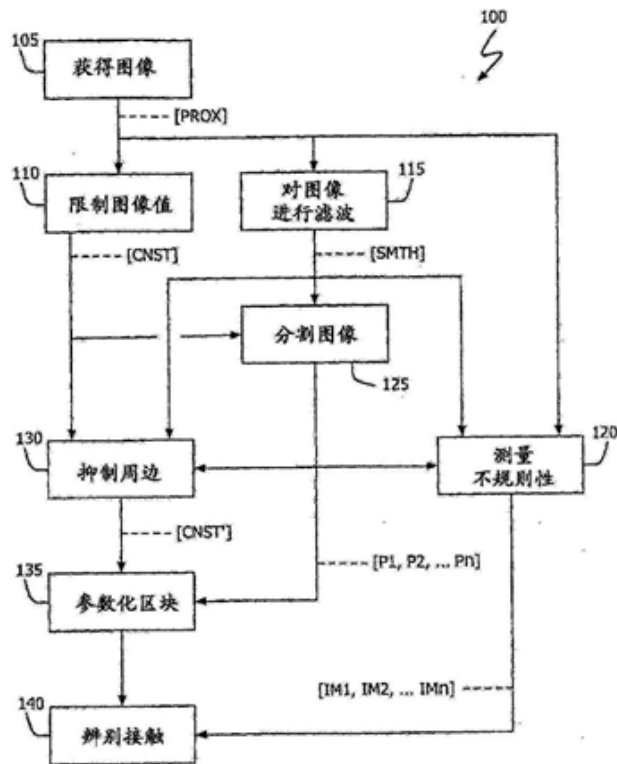 100
105
获得图像
[PROX]
110
限制图像值
115
对图像
进行滤波
[CNST]
[SMTH]
分割图像
125
130
抑制周边
120
测量
不规则性
[CNST']
[P1, P2, ... Pn]
135
参数化区块
[IM1, IM2, ... IMn]
140
辨别接触